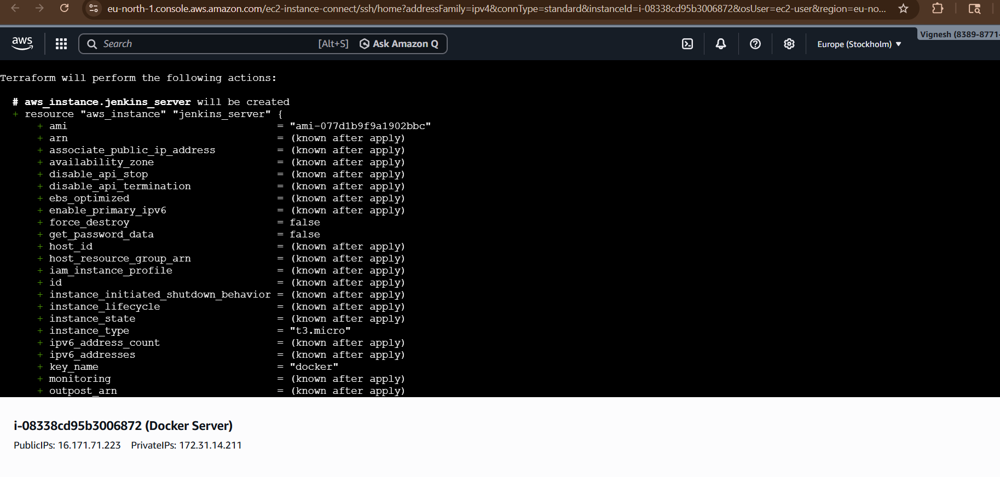 eu-north-1.console.aws.amazon.com/ec2-instance-connect/ssh/home?addressFamily=ipv4&connType=standard&instanceId=i-08338cd95b3006872&osUser=ec2-user&region=eu-no...
aws Search [Alt+S] Ask Amazon Q Europe (Stockholm) Vignesh (8389-8771-
Terraform will perform the following actions:
# aws_instance.jenkins_server will be created
+ resource "aws_instance" "jenkins_server" {
+ ami = "ami-077d1b9f9a1902bbc"
+ arn = (known after apply)
+ associate_public_ip_address = (known after apply)
+ availability_zone = (known after apply)
+ disable_api_stop = (known after apply)
+ disable_api_termination = (known after apply)
+ ebs_optimized = (known after apply)
+ enable_primary_ipv6 = (known after apply)
+ force_destroy = false
+ get_password_data = false
+ host_id = (known after apply)
+ host_resource_group_arn = (known after apply)
+ iam_instance_profile = (known after apply)
+ id = (known after apply)
+ instance_initiated_shutdown_behavior = (known after apply)
+ instance_lifecycle = (known after apply)
+ instance_state = (known after apply)
+ instance_type = "t3.micro"
+ ipv6_address_count = (known after apply)
+ ipv6_addresses = (known after apply)
+ key_name = "docker"
+ monitoring = (known after apply)
+ outpost_arn = (known after apply)
i-08338cd95b3006872 (Docker Server)
PublicIPs: 16.171.71.223 PrivateIPs: 172.31.14.211